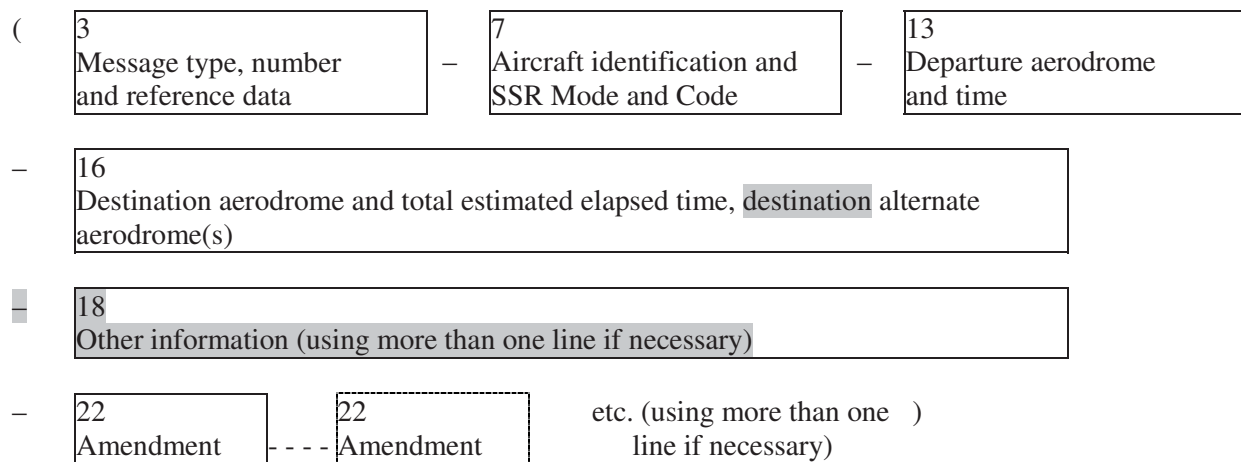 ( 3 7 13
Message type, number – Aircraft identification and – Departure aerodrome
and reference data SSR Mode and Code and time
– 16
Destination aerodrome and total estimated elapsed time, destination alternate
aerodrome(s)
– 18
Other information (using more than one line if necessary)
– 22 22 etc. (using more than one )
Amendment - - - - Amendment line if necessary)